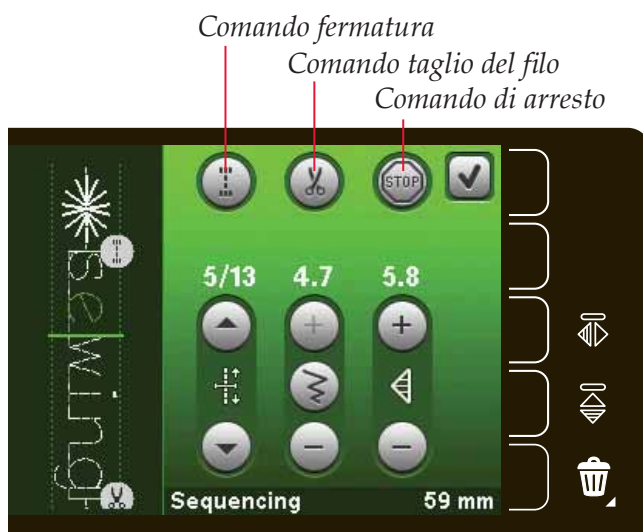 Comando fermatura
Comando taglio del filo
Comando di arresto
STOP
5/13 4.7 5.8
Sewing
Sequencing 59 mm